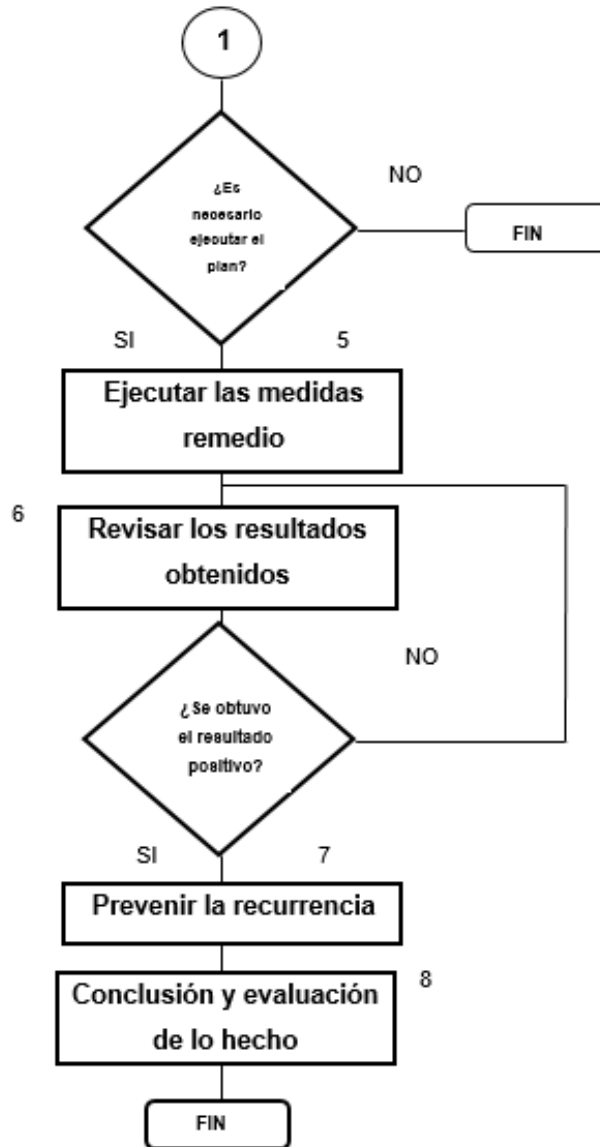 1
¿Es
necesario
ejecutar el
plan?
NO
FIN
SI
5
Ejecutar las medidas
remedio
6
Revisar los resultados
obtenidos
NO
¿Se obtuvo
el resultado
positivo?
SI
7
Prevenir la recurrencia
Conclusión y evaluación
de lo hecho
8
FIN